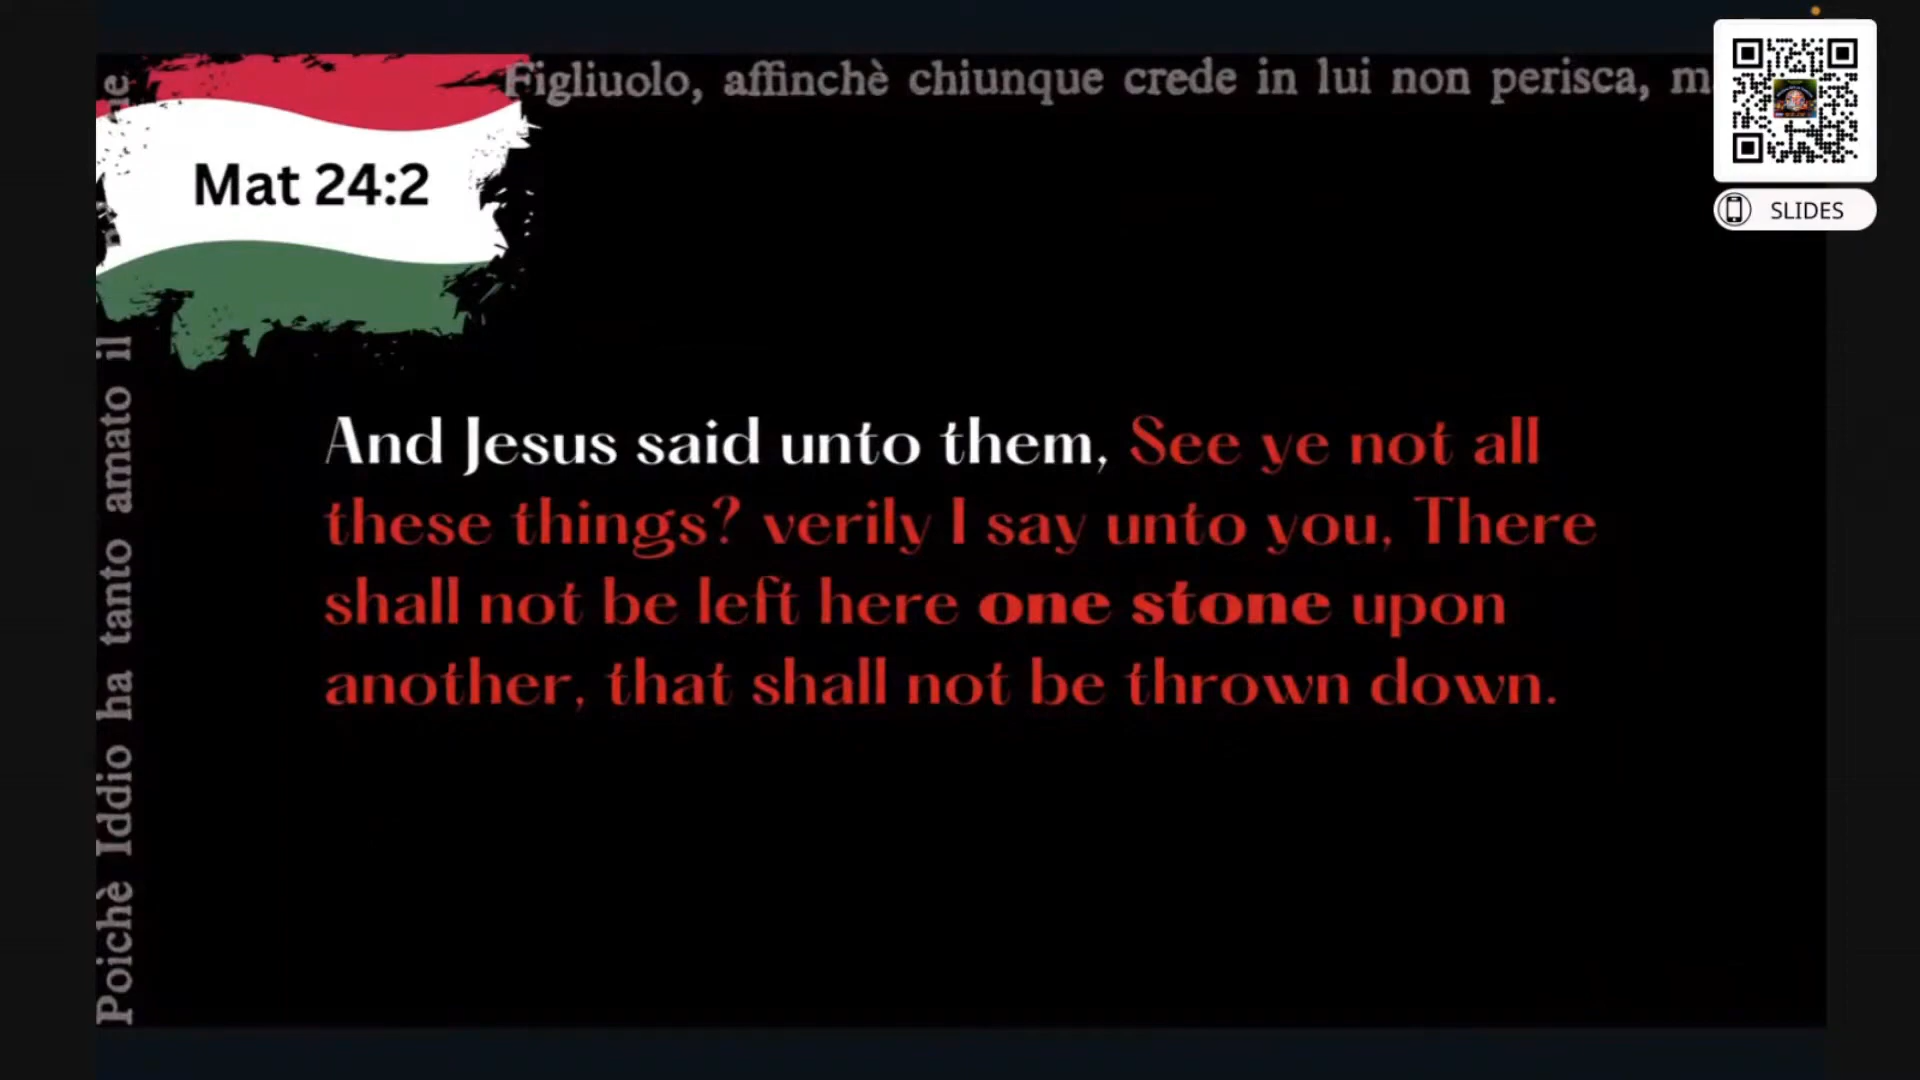 Figliuolo, affinchè chiunque crede in lui non perisca, m
SLIDES
Mat 24:2
Poichè Iddio ha tanto amato il
And Jesus said unto them, See ye not all
these things? verily I say unto you, There
shall not be left here one stone upon
another, that shall not be thrown down.